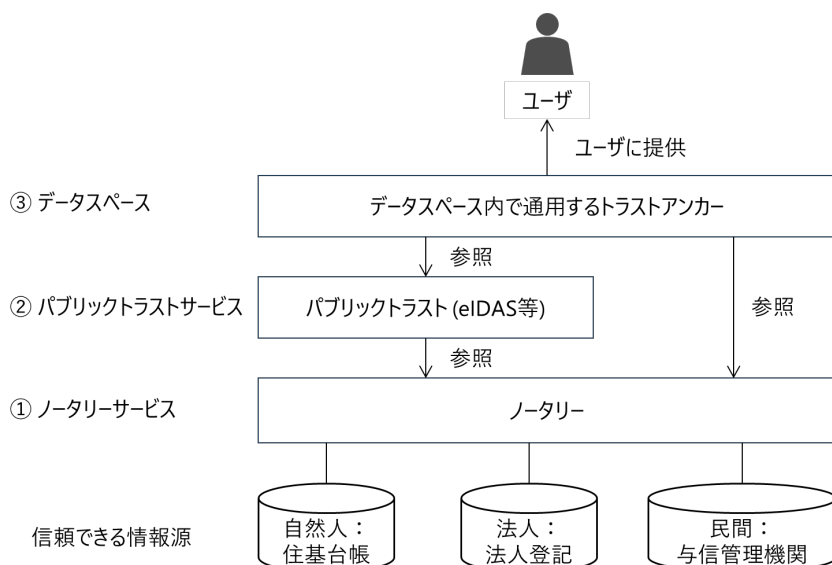 ユーザ
ユーザに提供
③ データスペース
データスペース内で通用するトラストアンカー
参照
② パブリックトラストサービス
パブリックトラスト (eIDAS等)
参照
参照
① ノータリーサービス
ノータリー
信頼できる情報源
自然人：
住基台帳
法人：
法人登記
民間：
与信管理機関